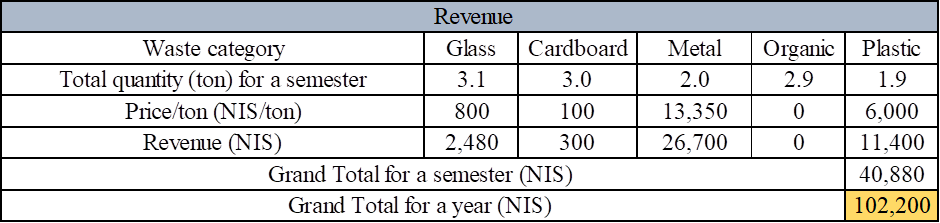 Revenue
Waste category Glass Cardboard Metal Organic Plastic
Total quantity (ton) for a semester 3.1 3.0 2.0 2.9 1.9
Price/ton (NIS/ton) 800 100 13,350 0 6,000
Revenue (NIS) 2,480 300 26,700 0 11,400
Grand Total for a semester (NIS) 40,880
Grand Total for a year (NIS) 102,200